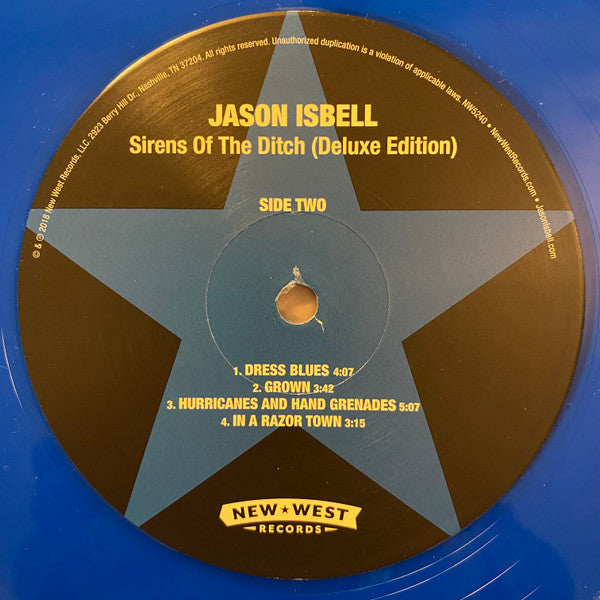 ℗ & © 2018 New West Records, LLC. 2923 Berry Hill Dr., Nashville, TN 37204. All rights reserved. Unauthorized duplication is a violation of applicable laws. NW5240 • NewWestRecords.com • JasonIsbell.com
JASON ISBELL
Sirens Of The Ditch (Deluxe Edition)
SIDE TWO
1. DRESS BLUES 4:07
2. GROWN 3:42
3. HURRICANES AND HAND GRENADES 5:07
4. IN A RAZOR TOWN 3:15
NEW★WEST
RECORDS